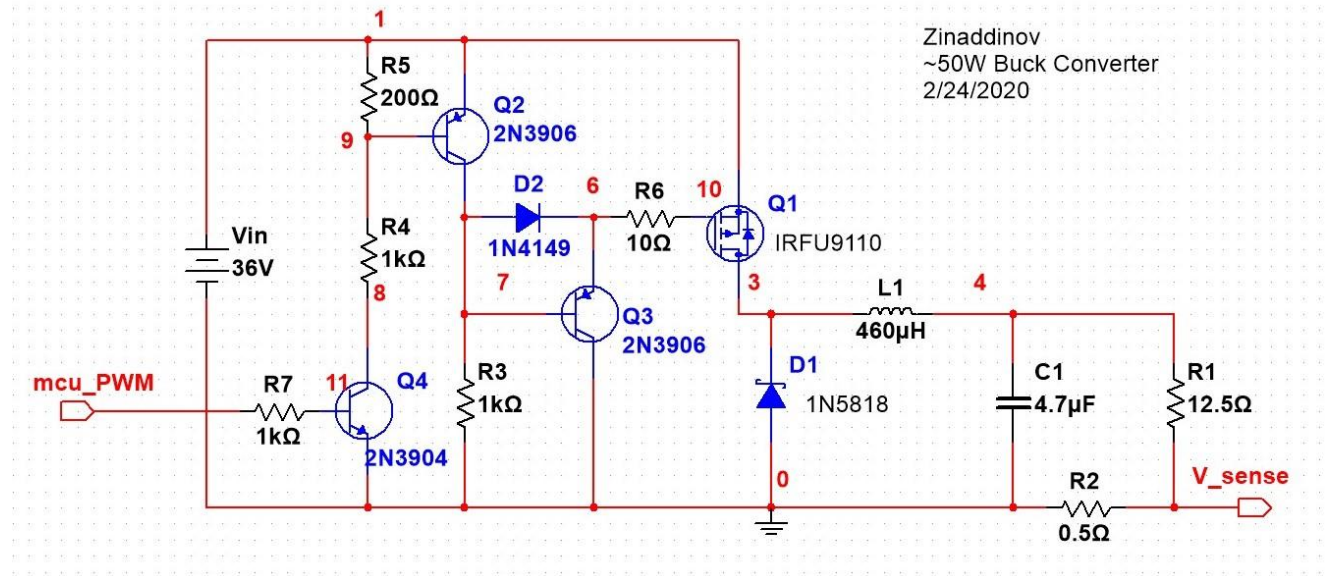 Zinaddinov
~50W Buck Converter
2/24/2020
1
R5
200Ω
9
Q2
2N3906
D2
1N4149
6
R6
10Ω
10
Q1
IRFU9110
Vin
36V
R4
1kΩ
8
7
Q3
2N3906
3
L1
460µH
4
mcu_PWM
R7
1kΩ
11
Q4
2N3904
R3
1kΩ
D1
1N5818
C1
4.7µF
R1
12.5Ω
0
R2
0.5Ω
V_sense